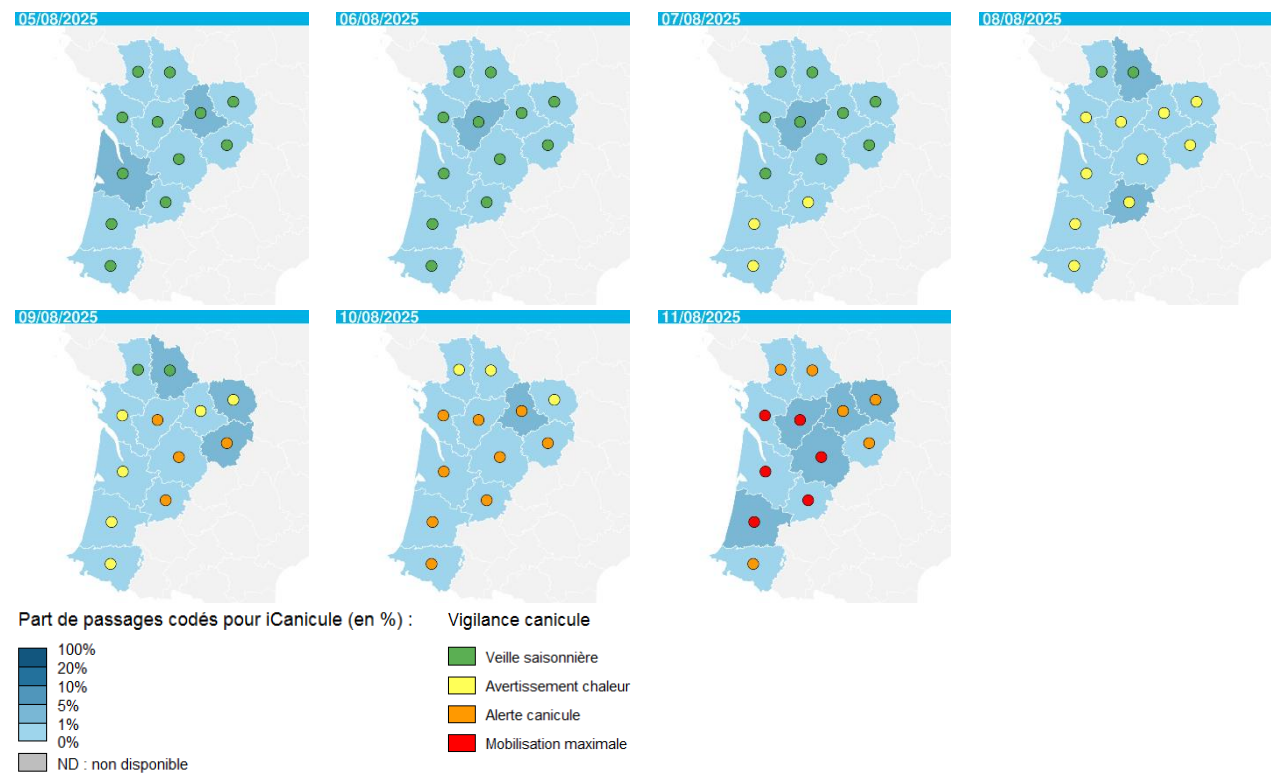 05/08/2025
06/08/2025
07/08/2025
08/08/2025
09/08/2025
10/08/2025
11/08/2025
Part de passages codés pour iCanicule (en %) :
100%
20%
10%
5%
1%
0%
ND : non disponible
Vigilance canicule
Veille saisonnière
Avertissement chaleur
Alerte canicule
Mobilisation maximale